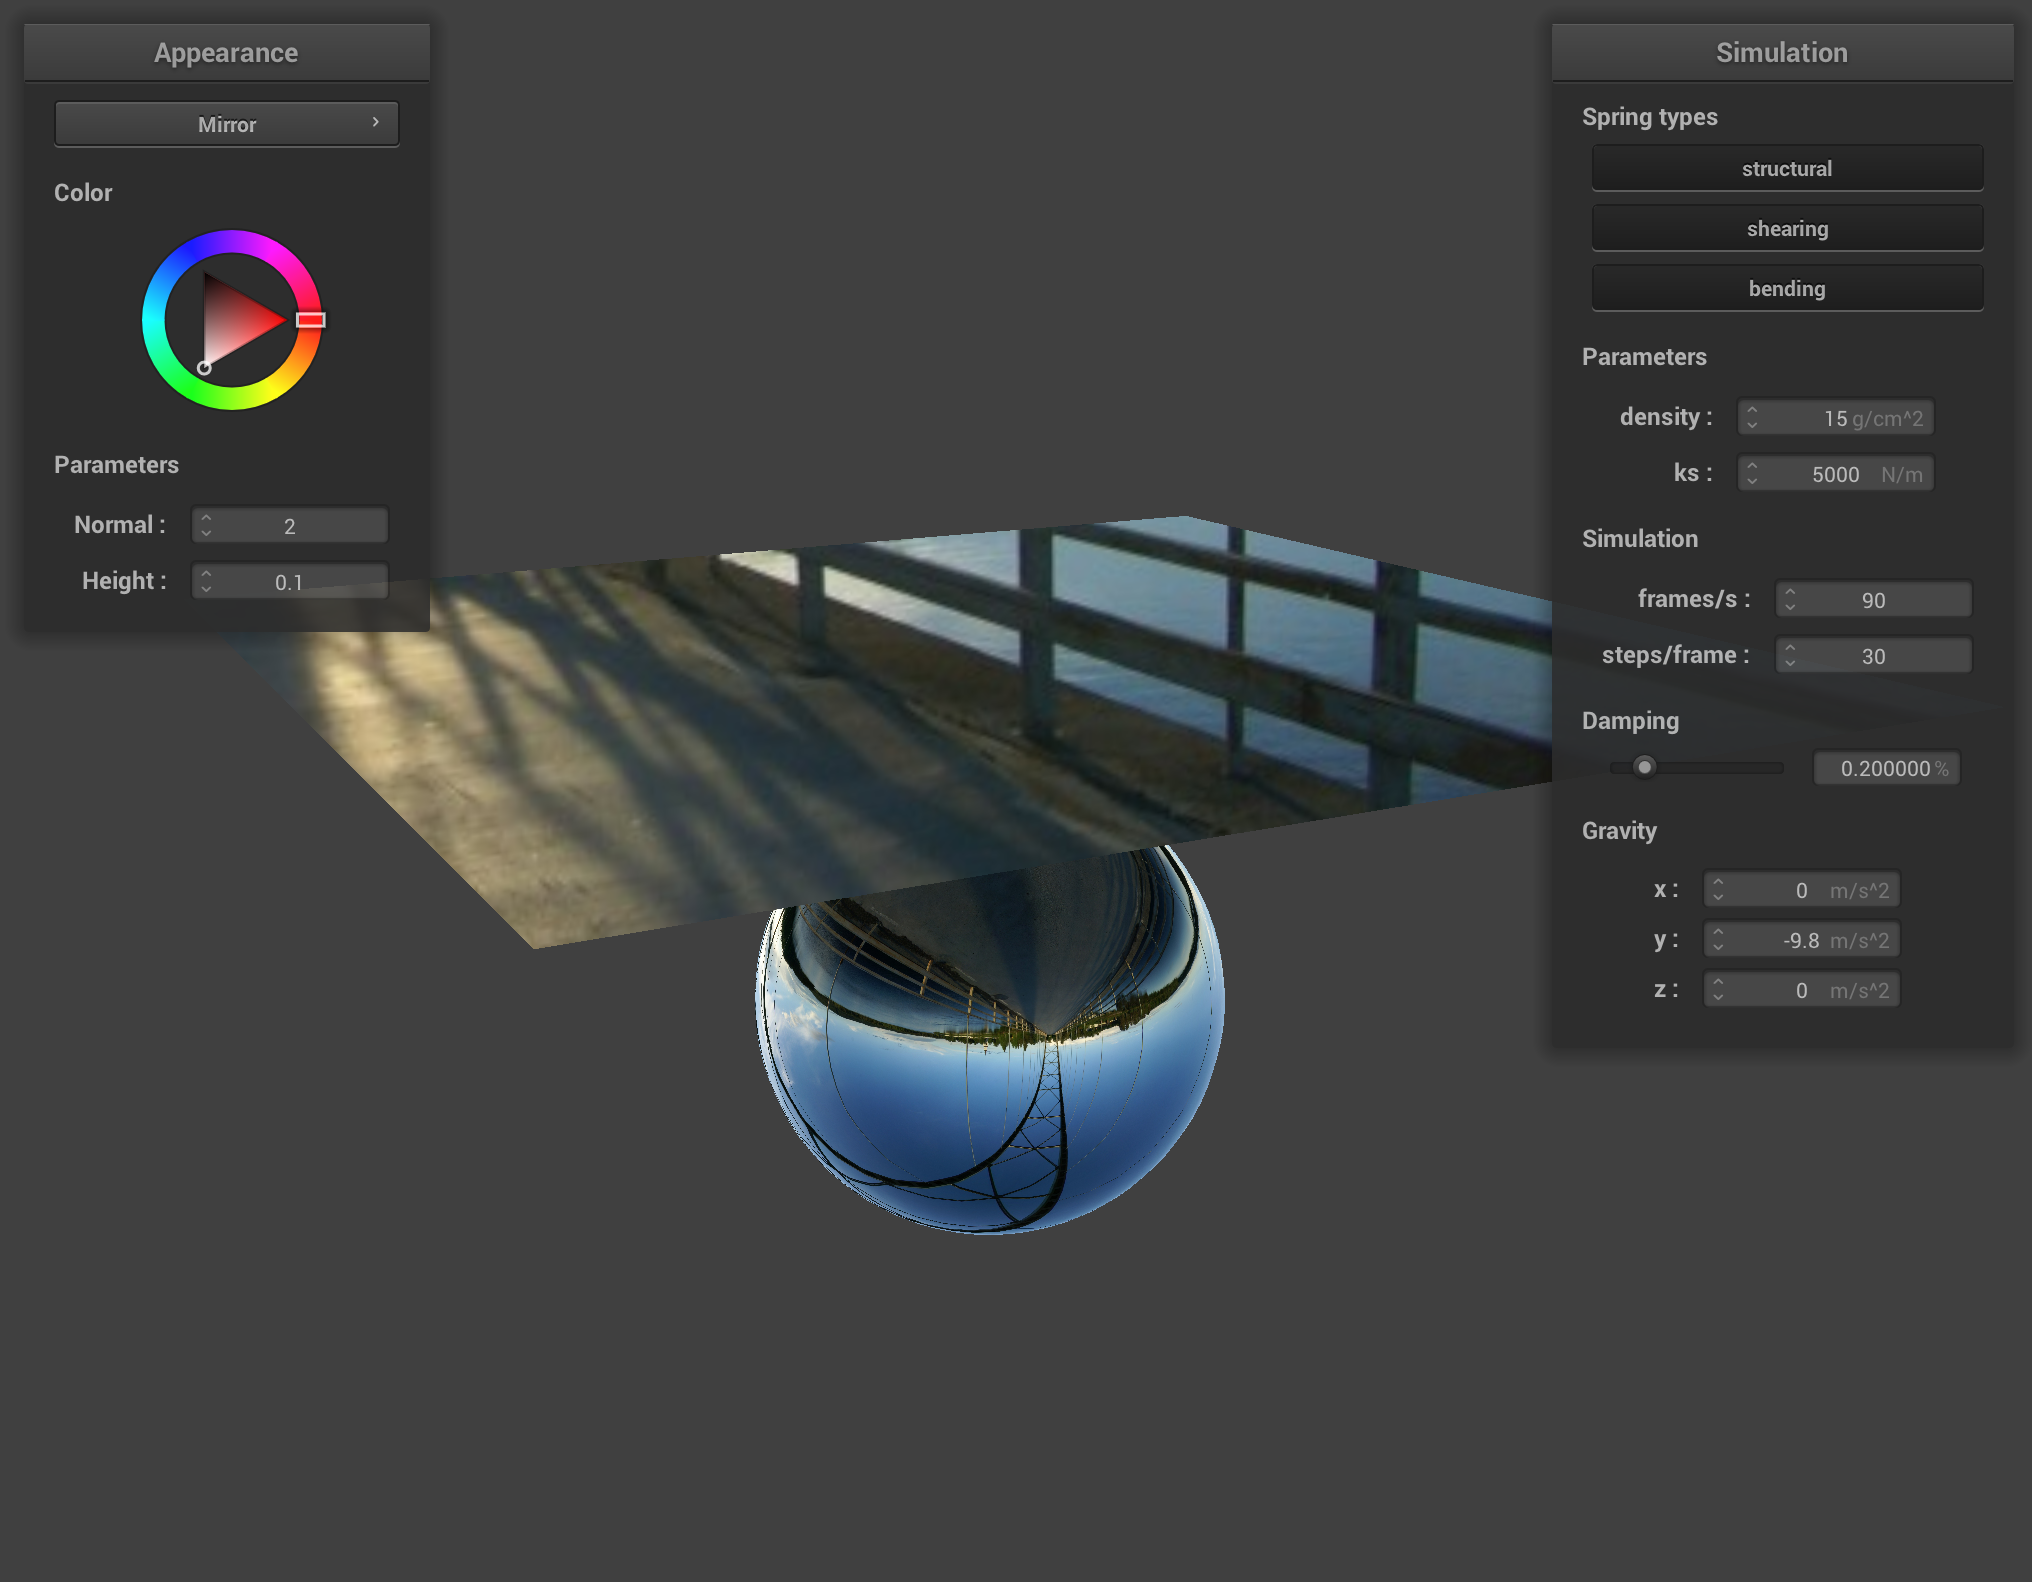 Appearance
Mirror
Color
Parameters
Normal : 2
Height : 0.1
Simulation
Spring types
structural
shearing
bending
Parameters
density : 15 g/cm^2
ks : 5000 N/m
Simulation
frames/s : 90
steps/frame : 30
Damping
0.200000 %
Gravity
x : 0 m/s^2
y : -9.8 m/s^2
z : 0 m/s^2